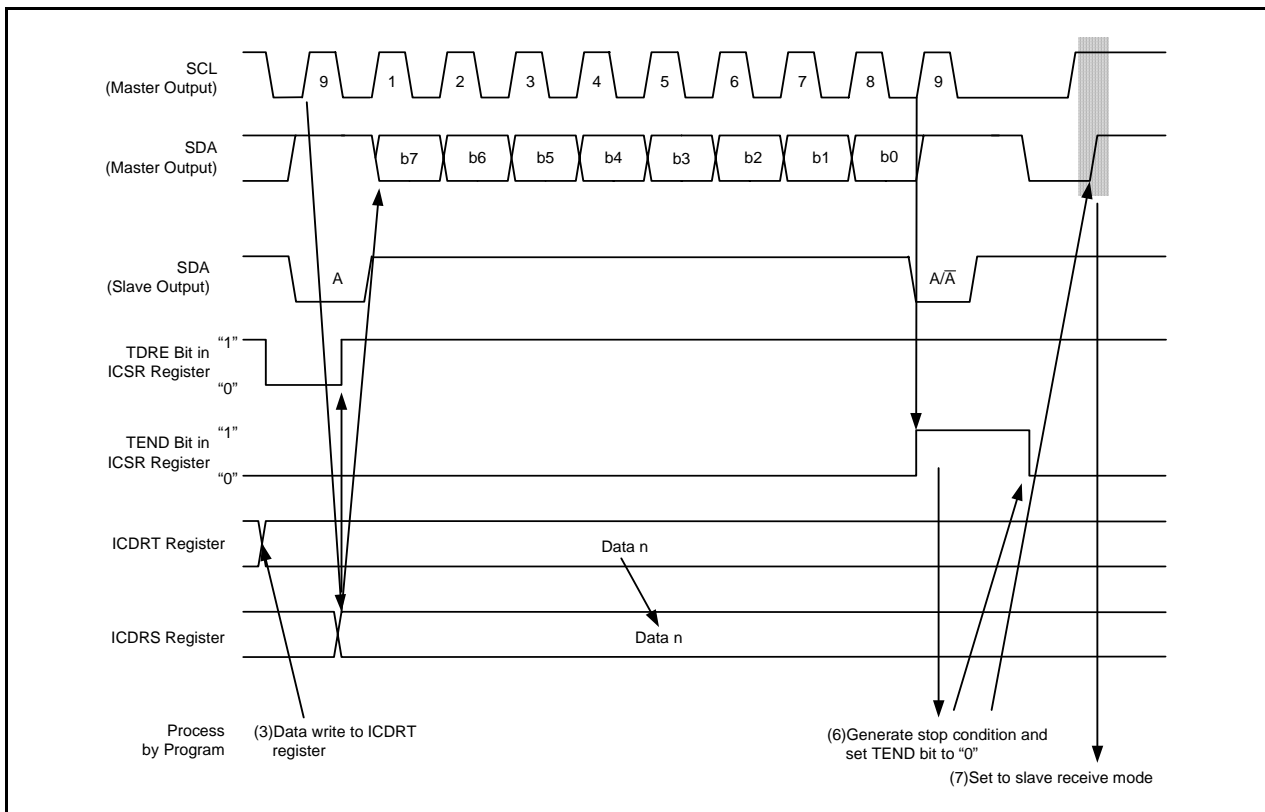 SCL
(Master Output)
9 1 2 3 4 5 6 7 8 9
SDA
(Master Output)
b7 b6 b5 b4 b3 b2 b1 b0
SDA
(Slave Output)
A A/A̅
TDRE Bit in
ICSR Register
“1”
“0”
TEND Bit in
ICSR Register
“1”
“0”
ICDRT Register
Data n
ICDRS Register
Data n
Process
by Program
(3)Data write to ICDRT
register
(6)Generate stop condition and
set TEND bit to “0”
(7)Set to slave receive mode